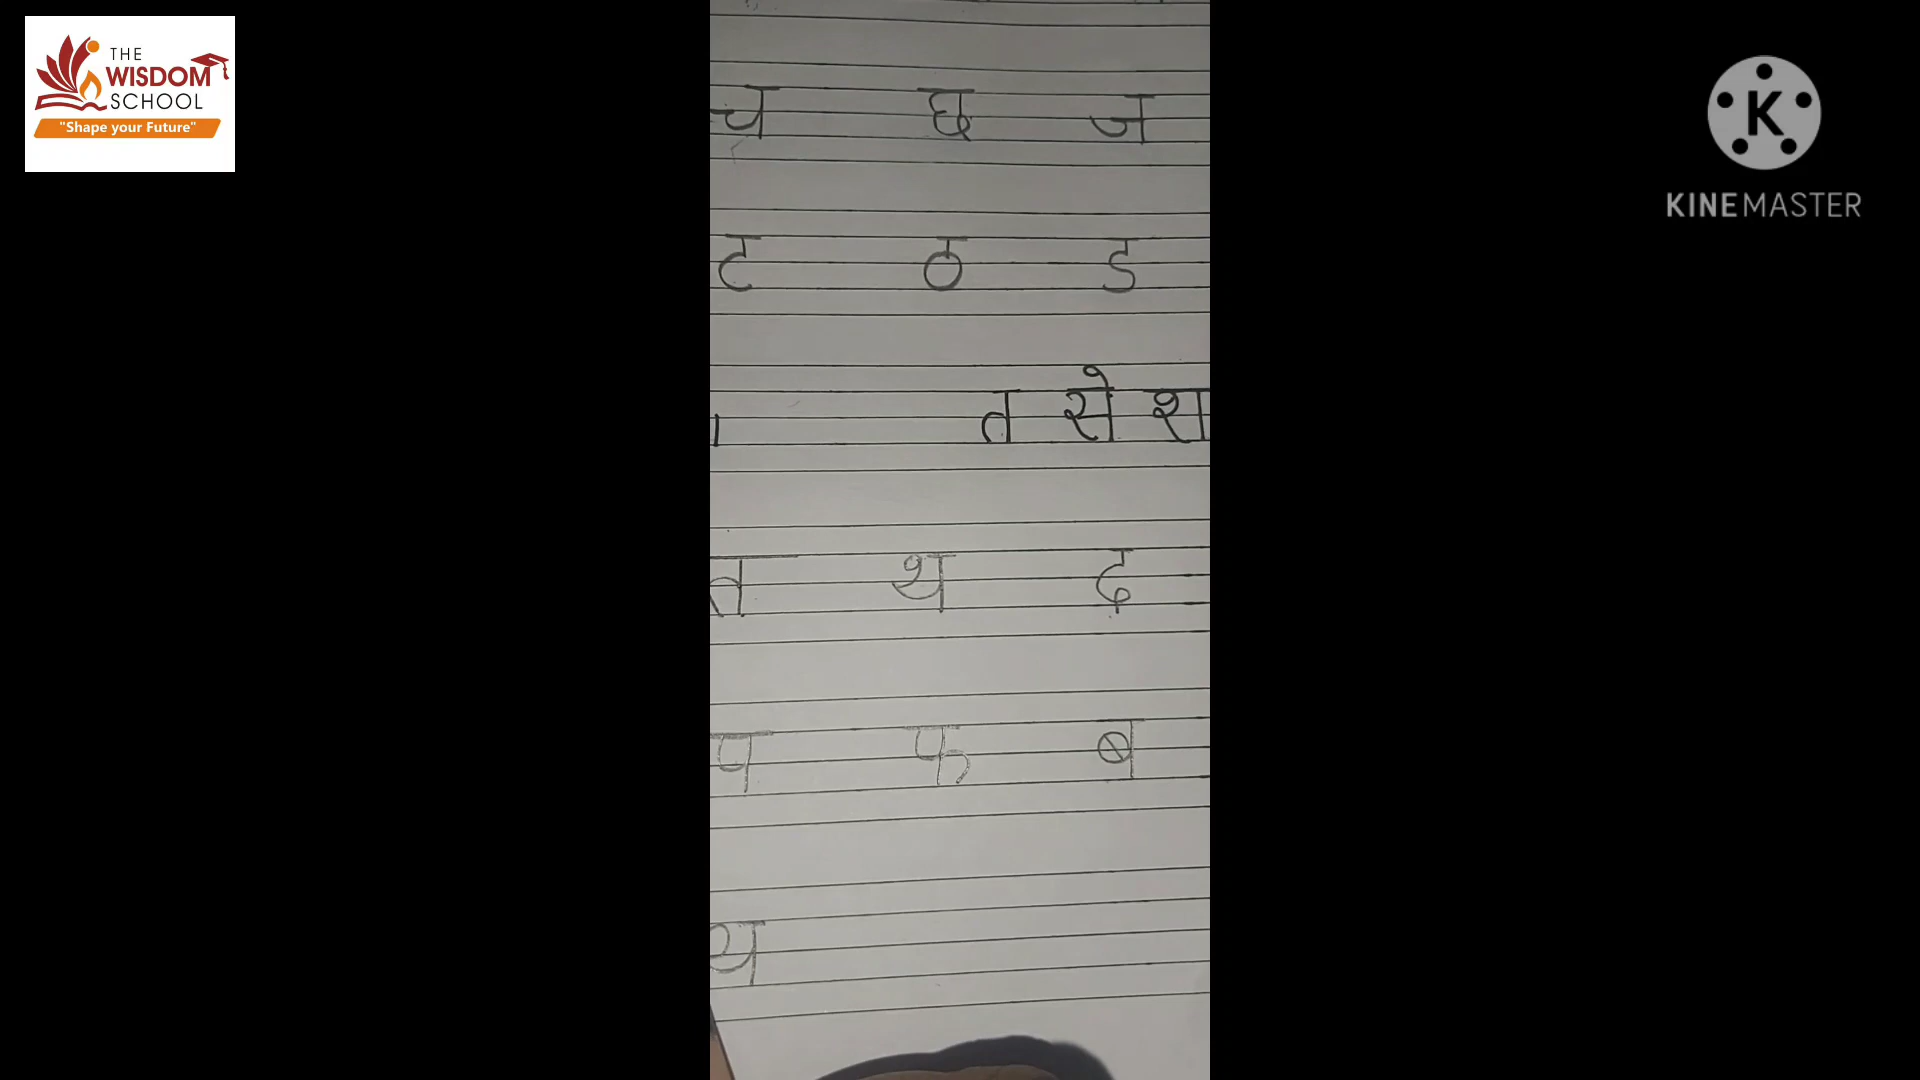 THE
WISDOM
SCHOOL
"Shape your Future"
K
KINEMASTER
च छ ज
ट ठ ड
त से श
त थ द
प फ ब
य